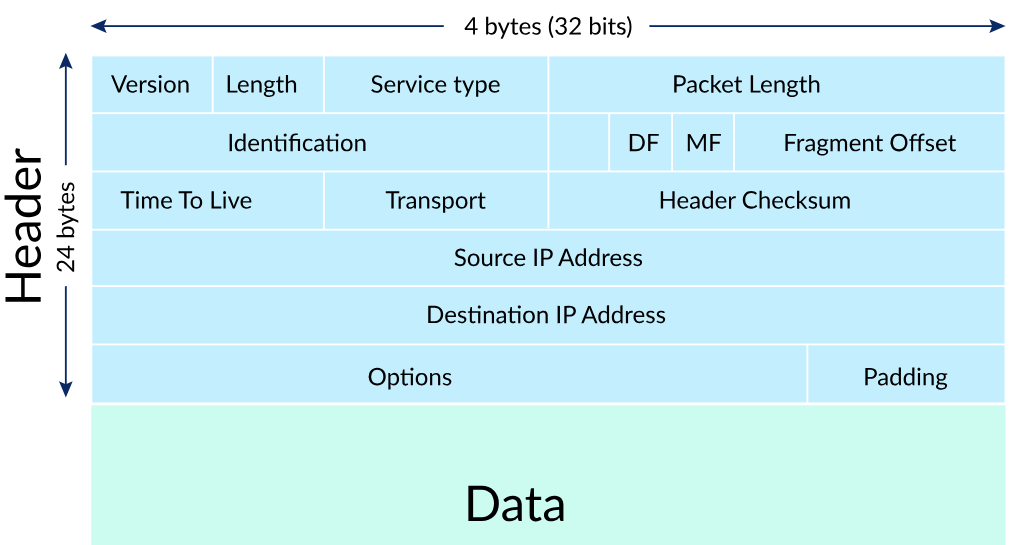 4 bytes (32 bits)
Header
24 bytes
Version Length Service type Packet Length
Identification DF MF Fragment Offset
Time To Live Transport Header Checksum
Source IP Address
Destination IP Address
Options Padding
Data